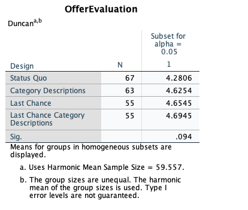 OfferEvaluation
Duncanᵃ,ᵇ
Subset for
alpha =
0.05
Design N 1
Status Quo 67 4.2806
Category Descriptions 63 4.6254
Last Chance 55 4.6545
Last Chance Category
Descriptions 55 4.6945
Sig. .094
Means for groups in homogeneous subsets are
displayed.
a. Uses Harmonic Mean Sample Size = 59.557.
b. The group sizes are unequal. The harmonic
mean of the group sizes is used. Type I
error levels are not guaranteed.